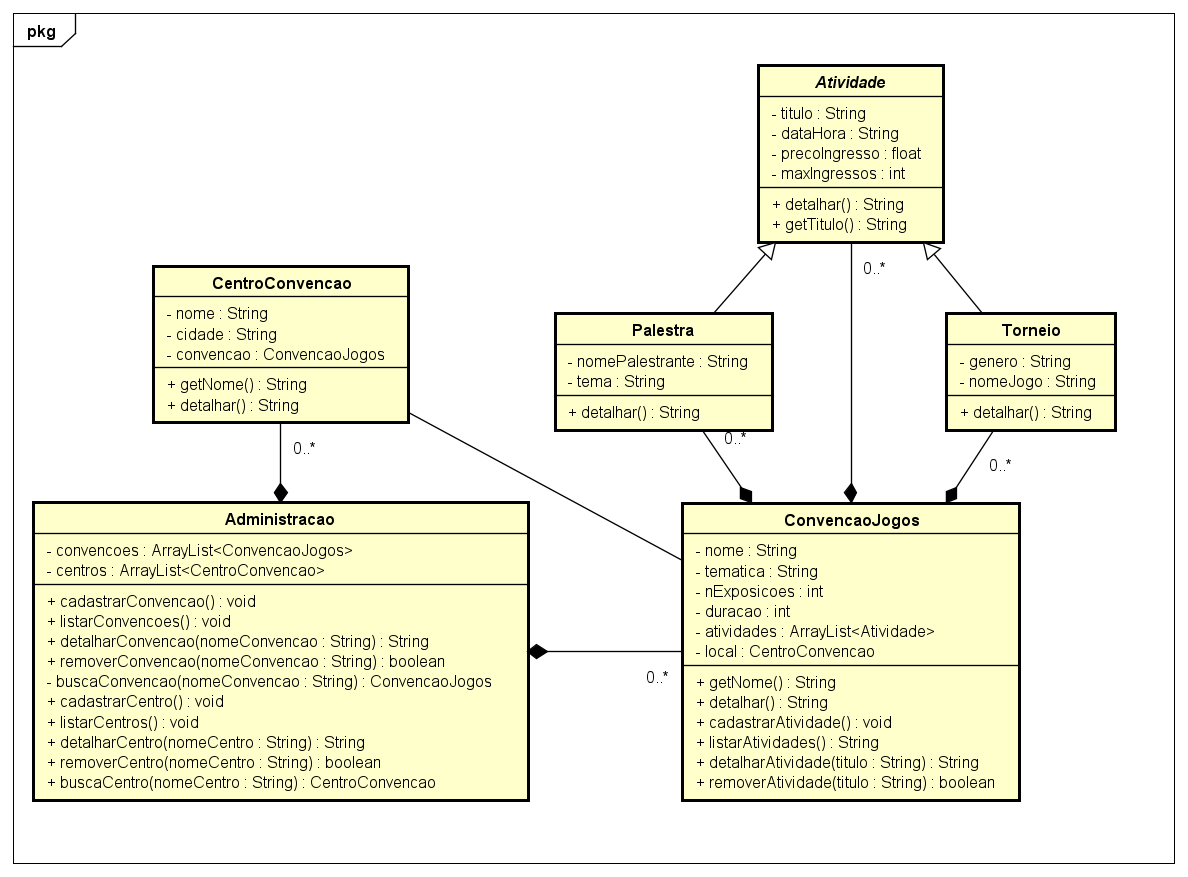 pkg
Atividade
- titulo : String
- dataHora : String
- precoIngresso : float
- maxIngressos : int
+ detalhar() : String
+ getTitulo() : String
0..*
CentroConvencao
- nome : String
- cidade : String
- convencao : ConvencaoJogos
+ getNome() : String
+ detalhar() : String
0..*
Palestra
- nomePalestrante : String
- tema : String
+ detalhar() : String
0..*
Torneio
- genero : String
- nomeJogo : String
+ detalhar() : String
0..*
Administracao
- convencoes : ArrayList<ConvencaoJogos>
- centros : ArrayList<CentroConvencao>
+ cadastrarConvencao() : void
+ listarConvencoes() : void
+ detalharConvencao(nomeConvencao : String) : String
+ removerConvencao(nomeConvencao : String) : boolean
- buscaConvencao(nomeConvencao : String) : ConvencaoJogos
+ cadastrarCentro() : void
+ listarCentros() : void
+ detalharCentro(nomeCentro : String) : String
+ removerCentro(nomeCentro : String) : boolean
+ buscaCentro(nomeCentro : String) : CentroConvencao
0..*
ConvencaoJogos
- nome : String
- tematica : String
- nExposicoes : int
- duracao : int
- atividades : ArrayList<Atividade>
- local : CentroConvencao
+ getNome() : String
+ detalhar() : String
+ cadastrarAtividade() : void
+ listarAtividades() : String
+ detalharAtividade(titulo : String) : String
+ removerAtividade(titulo : String) : boolean